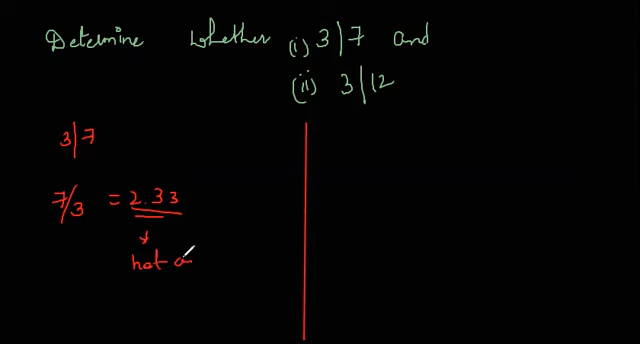 Determine whether (i) 3|7 and
(ii) 3|12
3|7
7/3 = 2.33
not a